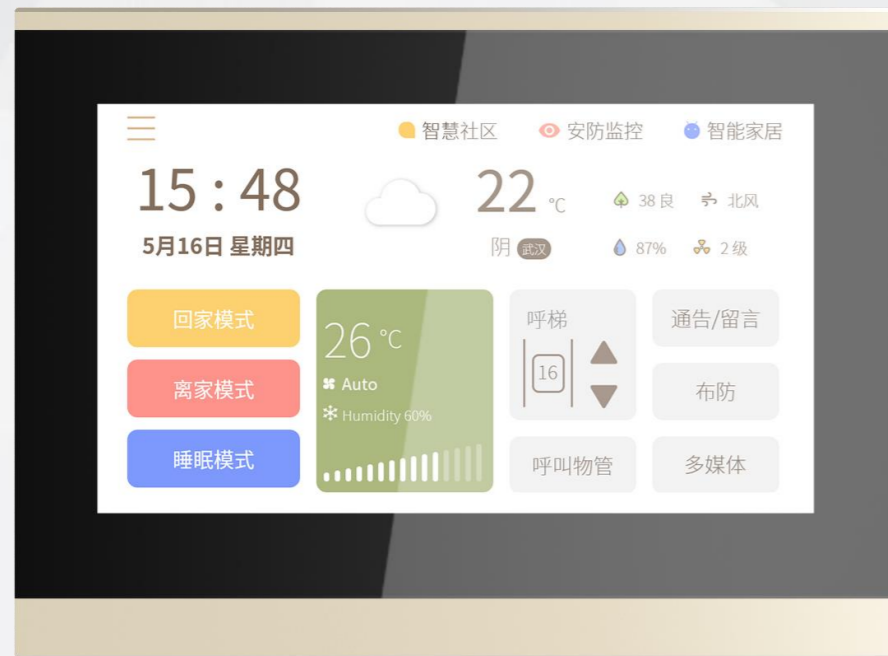 智慧社区 安防监控 智能家居
15 : 48
22 °C
38 良 北风
5月16日 星期四
阴 武汉
87% 2 级
回家模式
离家模式
睡眠模式
26 °C
Auto
Humidity 60%
呼梯
16
通告/留言
布防
呼叫物管
多媒体